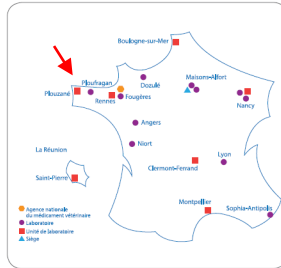 Boulogne-sur-Mer
Ploufragan
Dozulé
Maisons-Alfort
Plouzané
Rennes
Fougères
Nancy
Angers
Niort
La Réunion
Lyon
Saint-Pierre
Clermont-Ferrand
Montpellier
Sophia-Antipolis
Agence nationale
du médicament vétérinaire
Laboratoire
Unité de laboratoire
Siège